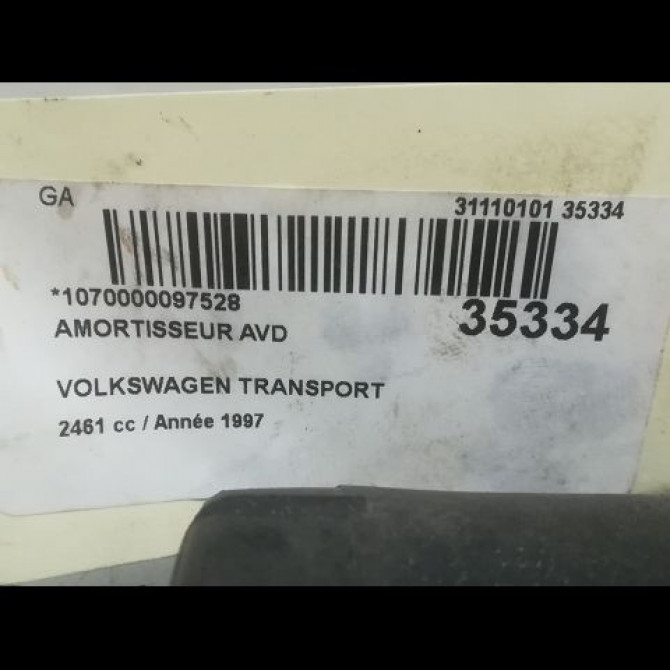 GA
31110101 35334
*1070000097528
35334
AMORTISSEUR AVD
VOLKSWAGEN TRANSPORT
2461 cc / Année 1997